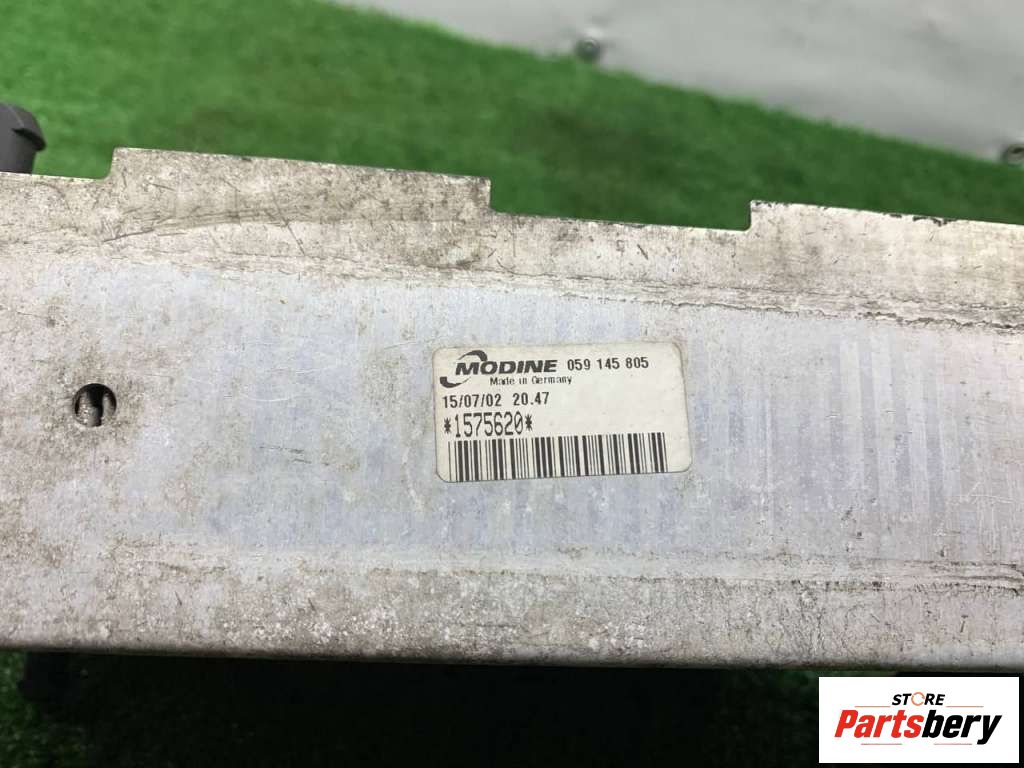 MODINE 059 145 805
Made in Germany
15/07/02 20.47
*1575620*
STORE
Partsbery